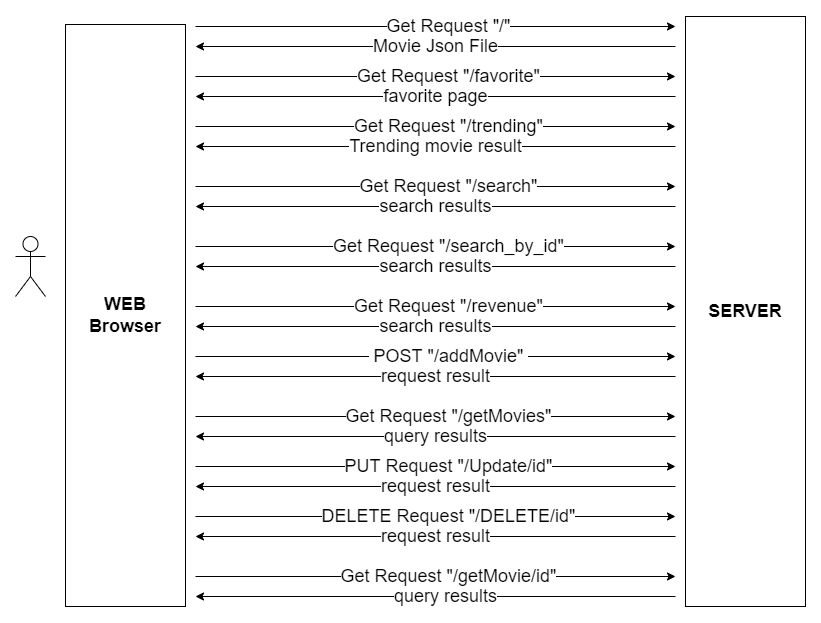 Get Request "/"
Movie Json File
Get Request "/favorite"
favorite page
Get Request "/trending"
Trending movie result
Get Request "/search"
search results
Get Request "/search_by_id"
search results
WEB
Browser
SERVER
Get Request "/revenue"
search results
POST "/addMovie"
request result
Get Request "/getMovies"
query results
PUT Request "/Update/id"
request result
DELETE Request "/DELETE/id"
request result
Get Request "/getMovie/id"
query results